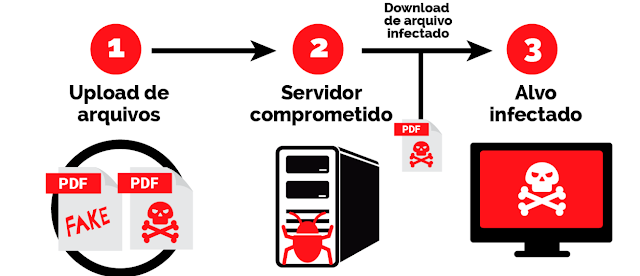 1
2
3
Download
de arquivo
infectado
Upload de
arquivos
Servidor
comprometido
Alvo
infectado
PDF
FAKE
PDF
PDF